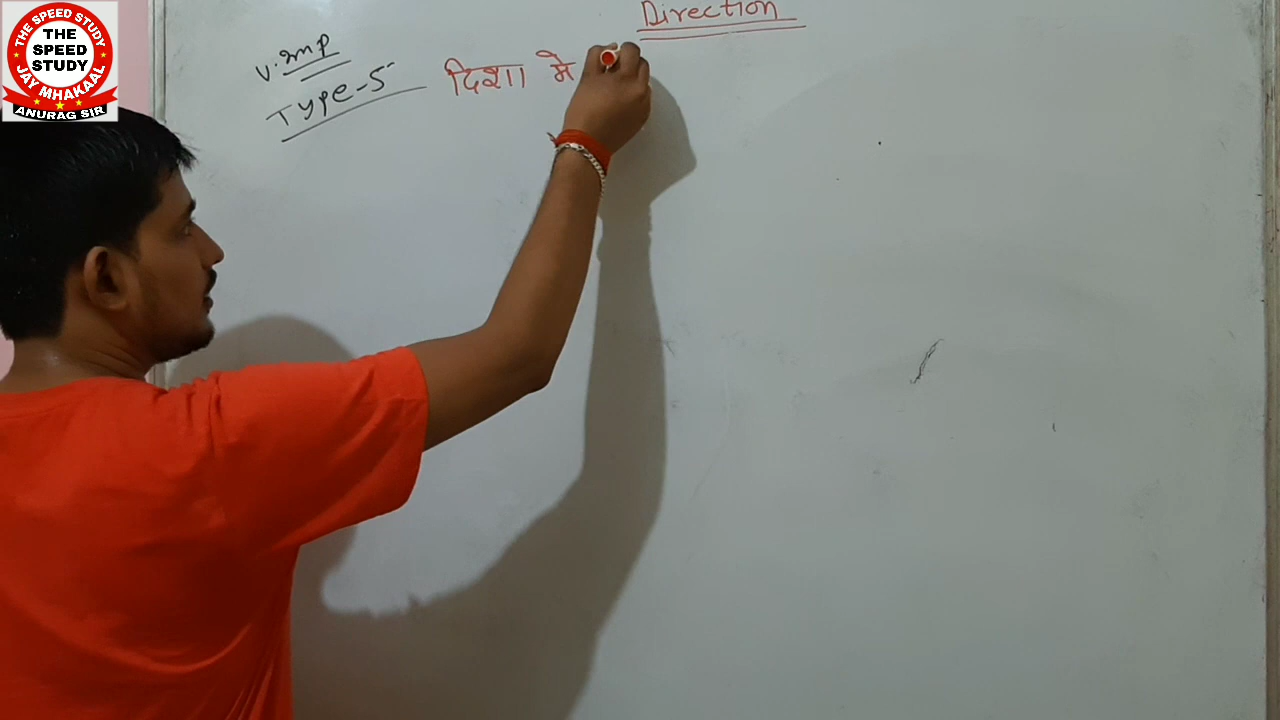 THE SPEED STUDY
THE
SPEED
STUDY
JAY MHAKAAL
ANURAG SIR
Direction
v. Imp
Type-5
दिशा मे